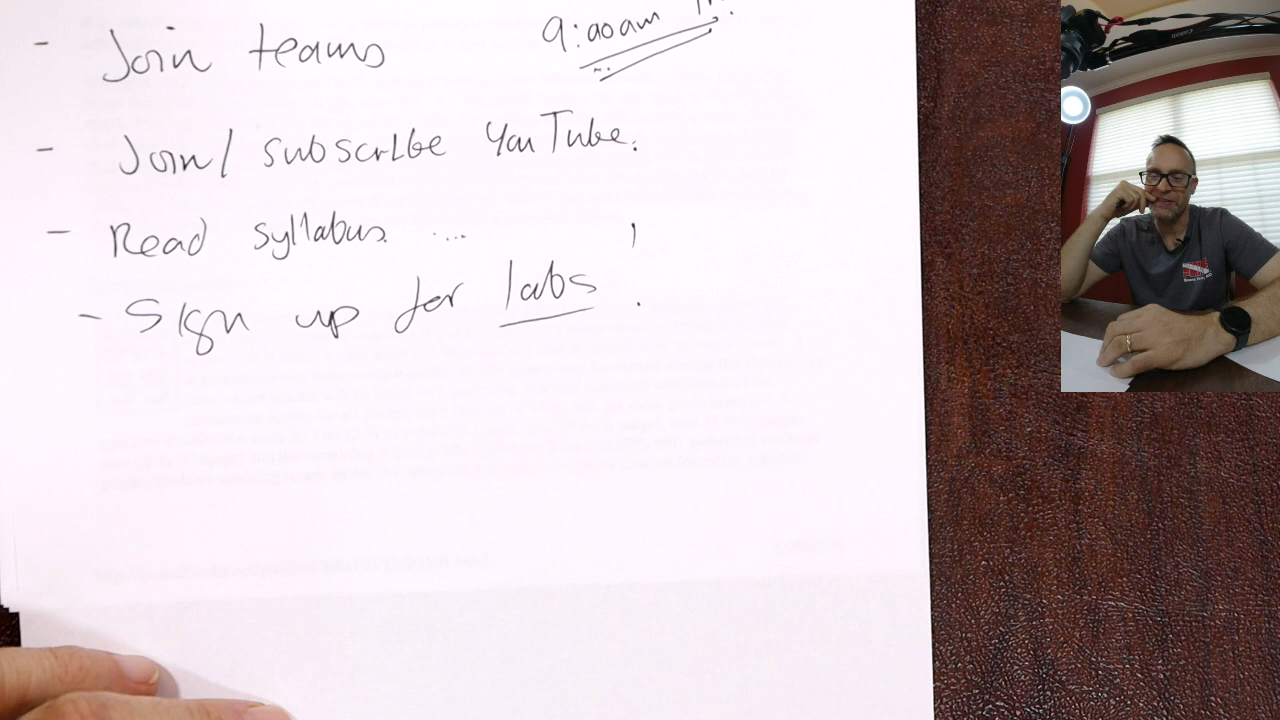 - Join teams 9:00am
- Join/ subscribe YouTube.
- Read syllabus ...
- Sign up for labs !